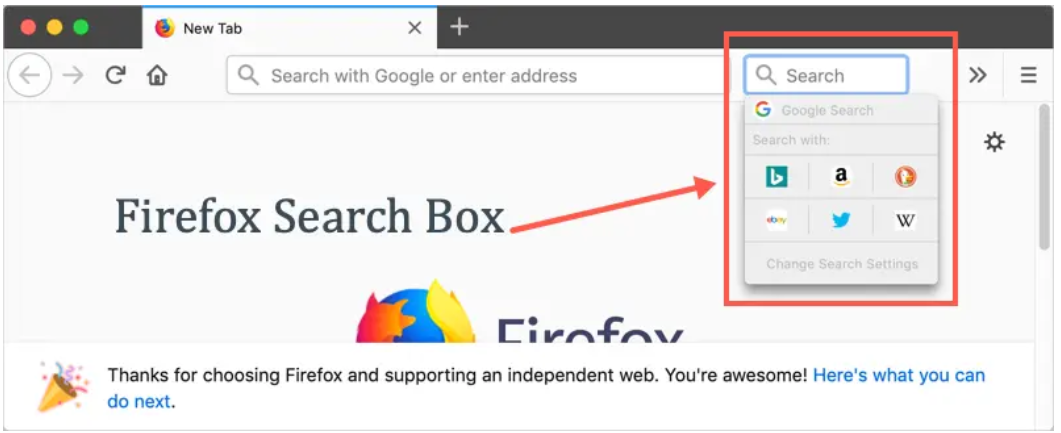 New Tab
Search with Google or enter address
Search
Google Search
Search with:
a
ebay
W
Change Search Settings
Firefox Search Box
Firefox
Thanks for choosing Firefox and supporting an independent web. You're awesome! Here's what you can
do next.